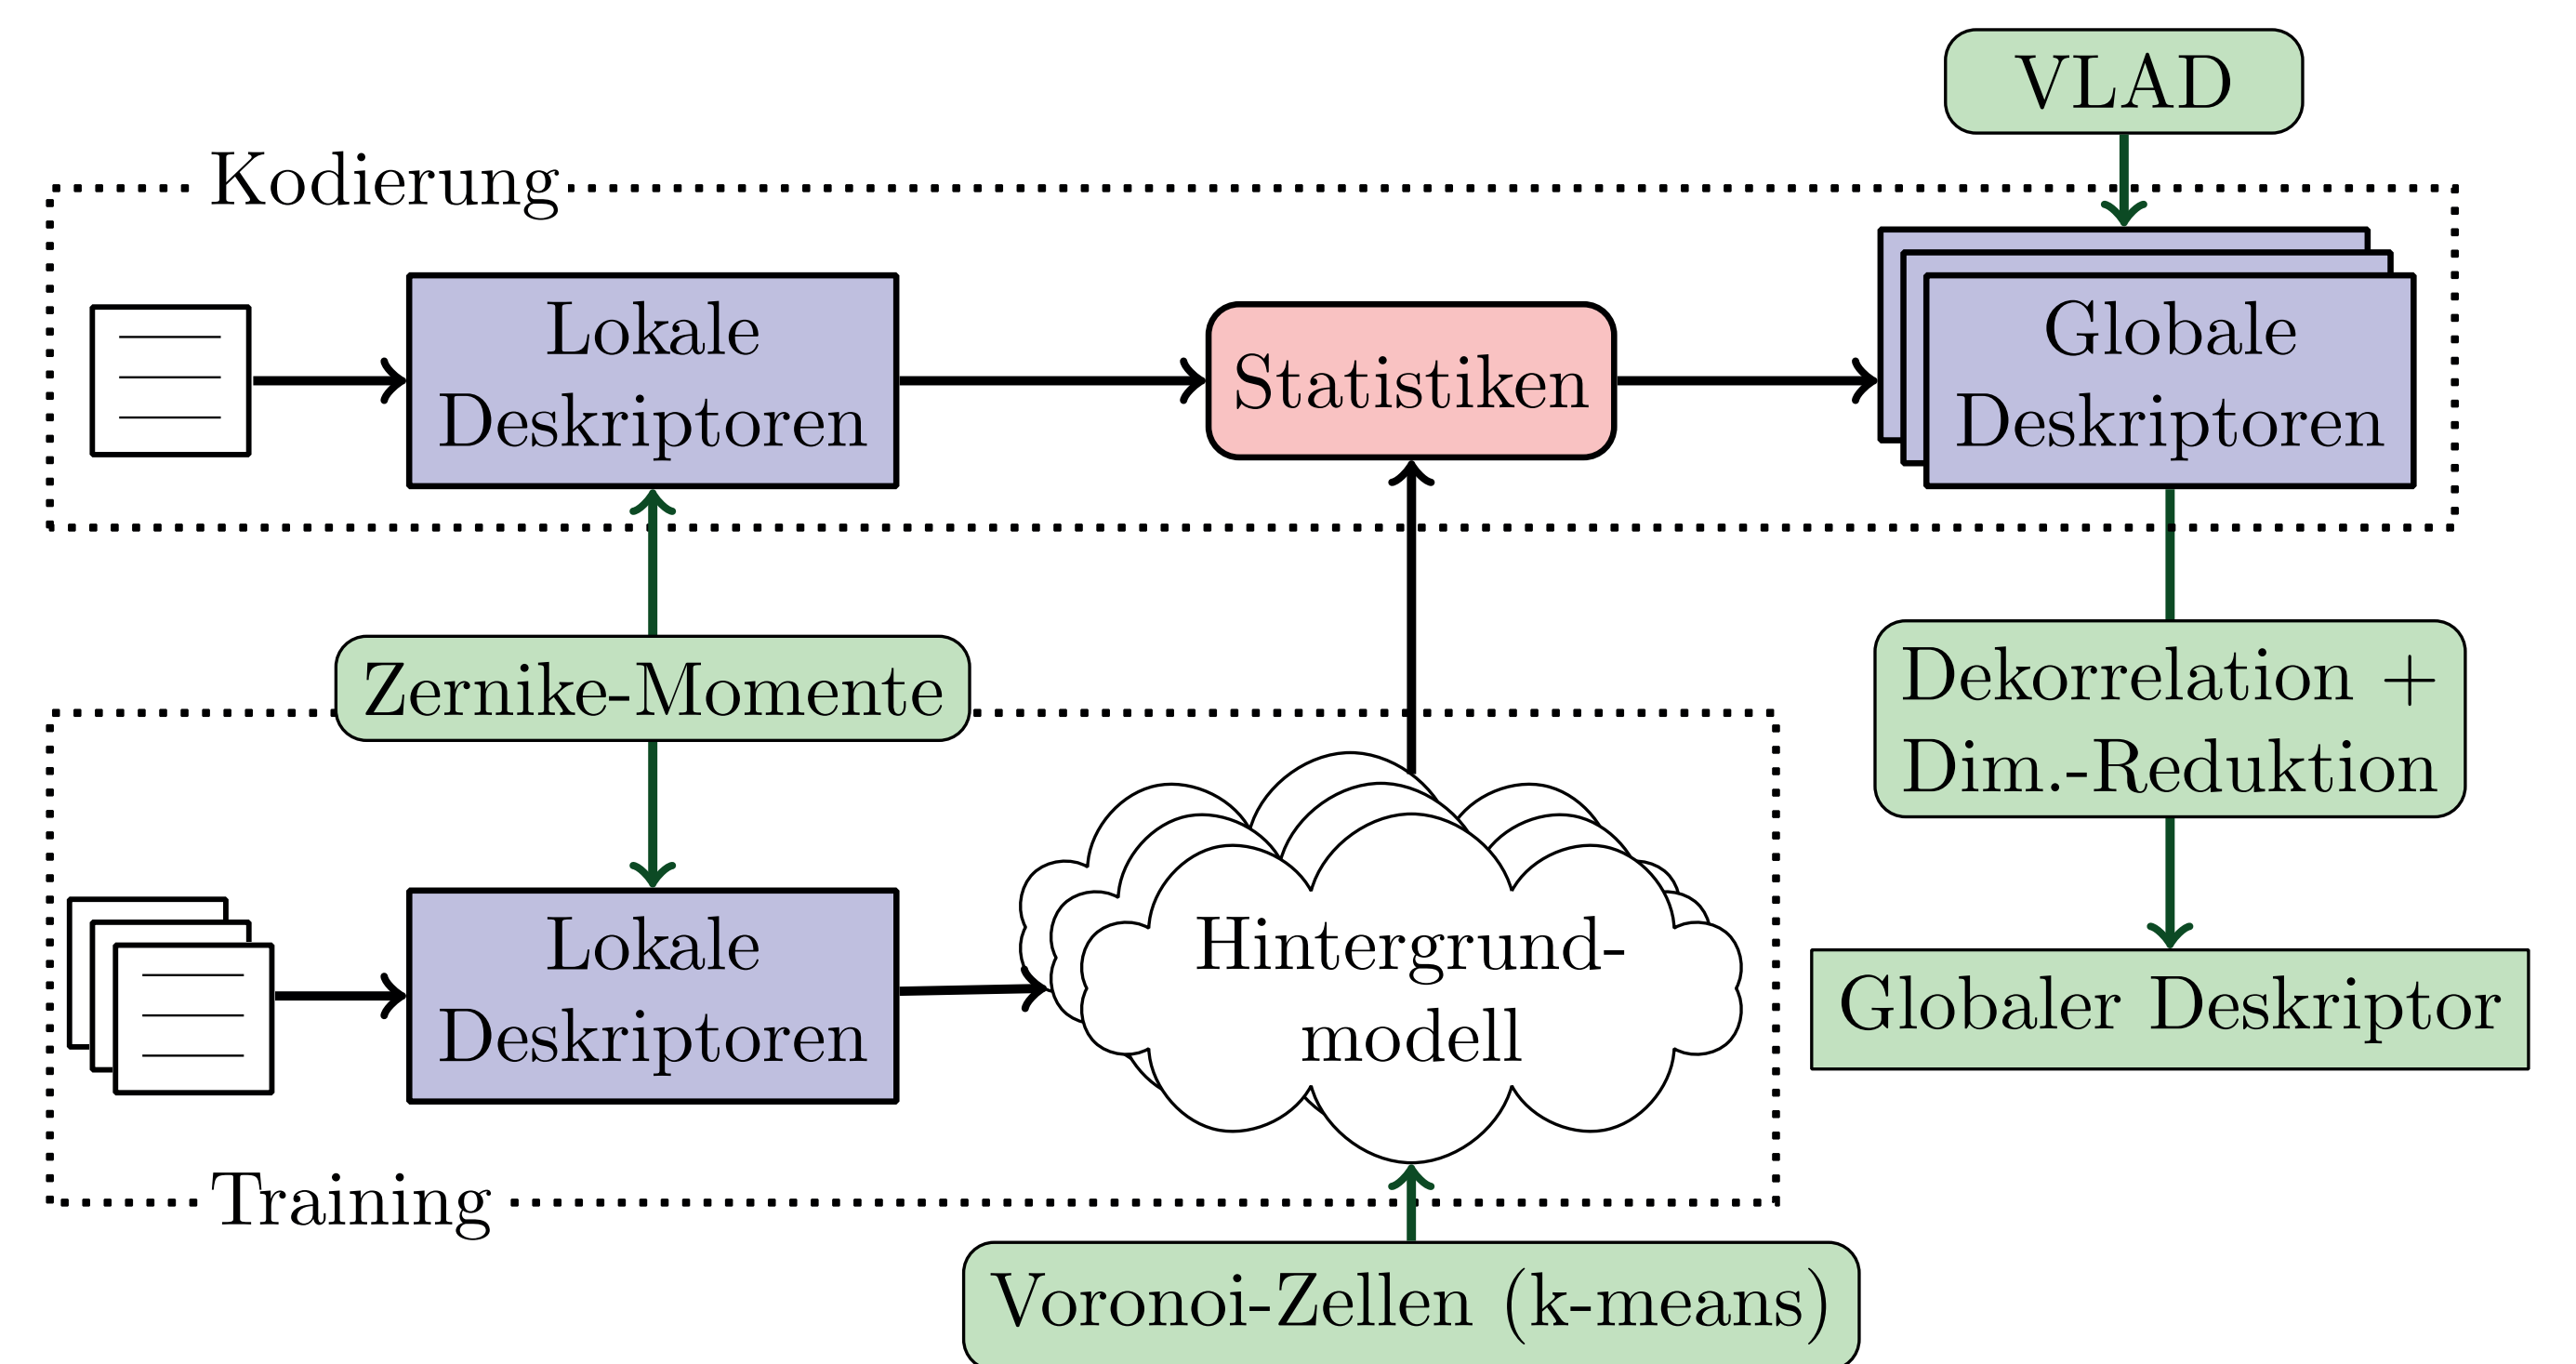 VLAD
Kodierung
Lokale
Deskriptoren
Statistiken
Globale
Deskriptoren
Zernike-Momente
Dekorrelation +
Dim.-Reduktion
Lokale
Deskriptoren
Hintergrund-
modell
Globaler Deskriptor
Training
Voronoi-Zellen (k-means)